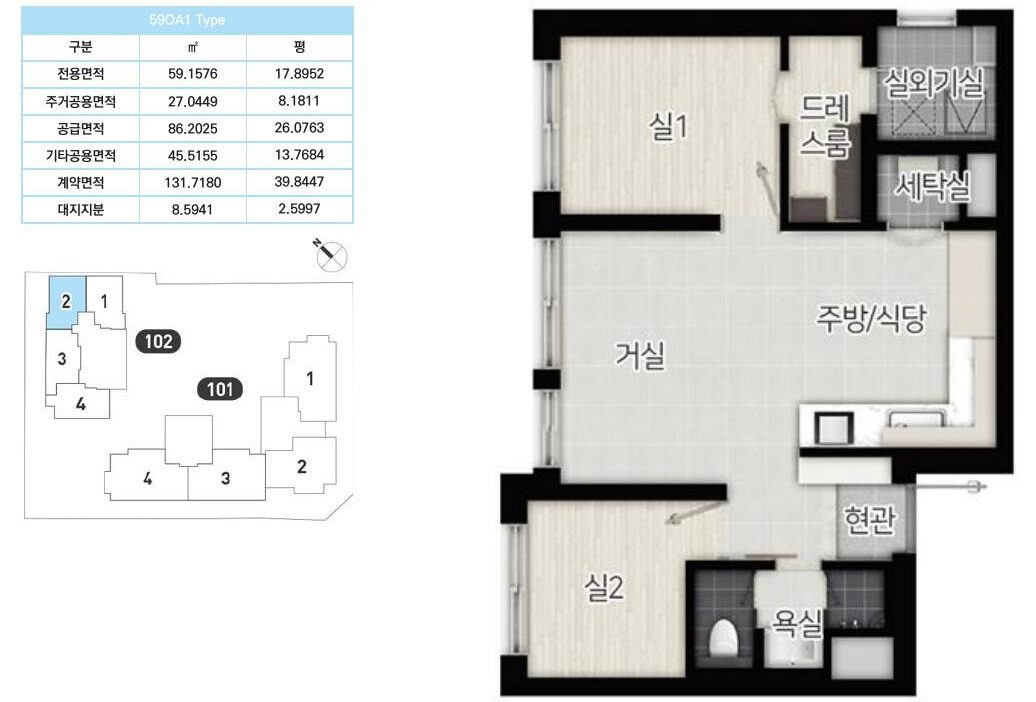 59OA1 Type
구분 ㎡ 평
전용면적 59.1576 17.8952
주거공용면적 27.0449 8.1811
공급면적 86.2025 26.0763
기타공용면적 45.5155 13.7684
계약면적 131.7180 39.8447
대지지분 8.5941 2.5997
N
2 1
102
3
4
101
1
2
4 3
실1
드레
스룸
실외기실
세탁실
거실
주방/식당
현관
실2
욕실